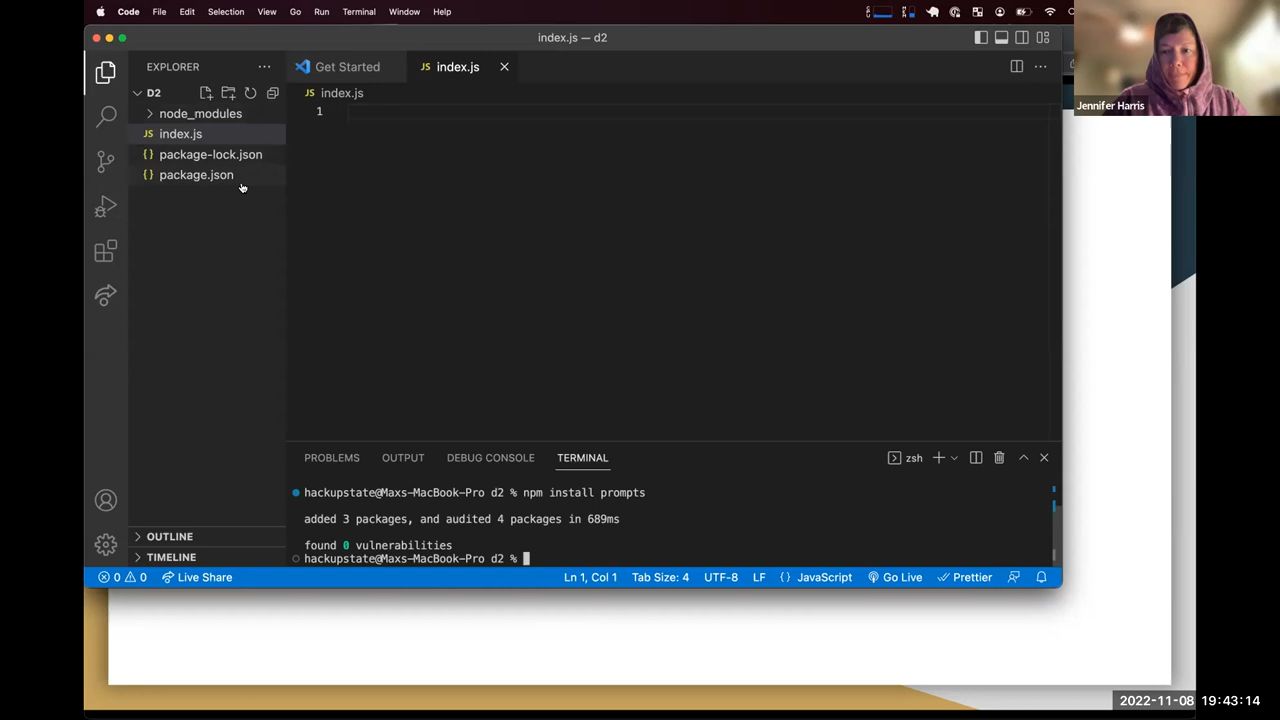 Code File Edit Selection View Go Run Terminal Window Help
index.js — d2
EXPLORER
Get Started
JS index.js
D2
JS index.js
node_modules
1
JS index.js
{} package-lock.json
{} package.json
Jennifer Harris
PROBLEMS OUTPUT DEBUG CONSOLE TERMINAL
zsh
hackupstate@Maxs-MacBook-Pro d2 % npm install prompts
added 3 packages, and audited 4 packages in 689ms
found 0 vulnerabilities
hackupstate@Maxs-MacBook-Pro d2 %
OUTLINE
TIMELINE
0 0 Live Share
Ln 1, Col 1 Tab Size: 4 UTF-8 LF {} JavaScript Go Live Prettier
2022-11-08 19:43:14